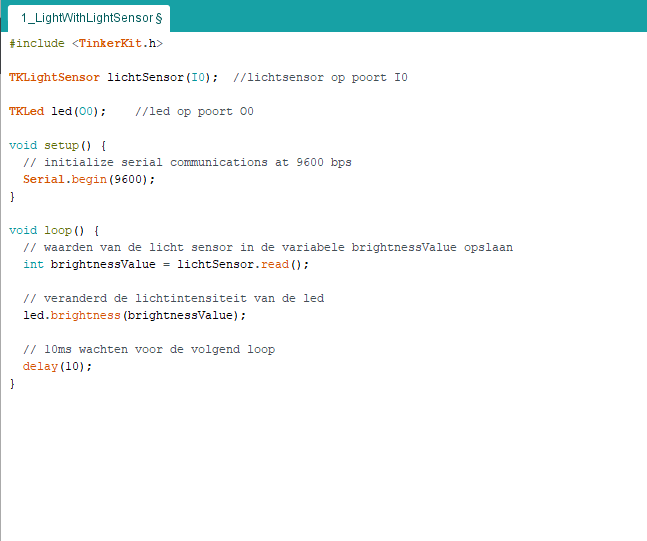 1_LightWithLightSensor §
#include <TinkerKit.h>
TKLightSensor lichtSensor(I0);  //lichtsensor op poort I0
TKLed led(O0);    //led op poort O0
void setup() {
  // initialize serial communications at 9600 bps
  Serial.begin(9600);
}
void loop() {
  // waarden van de licht sensor in de variabele brightnessValue opslaan
  int brightnessValue = lichtSensor.read();
  // veranderd de lichtintensiteit van de led
  led.brightness(brightnessValue);
  // 10ms wachten voor de volgend loop
  delay(10);
}